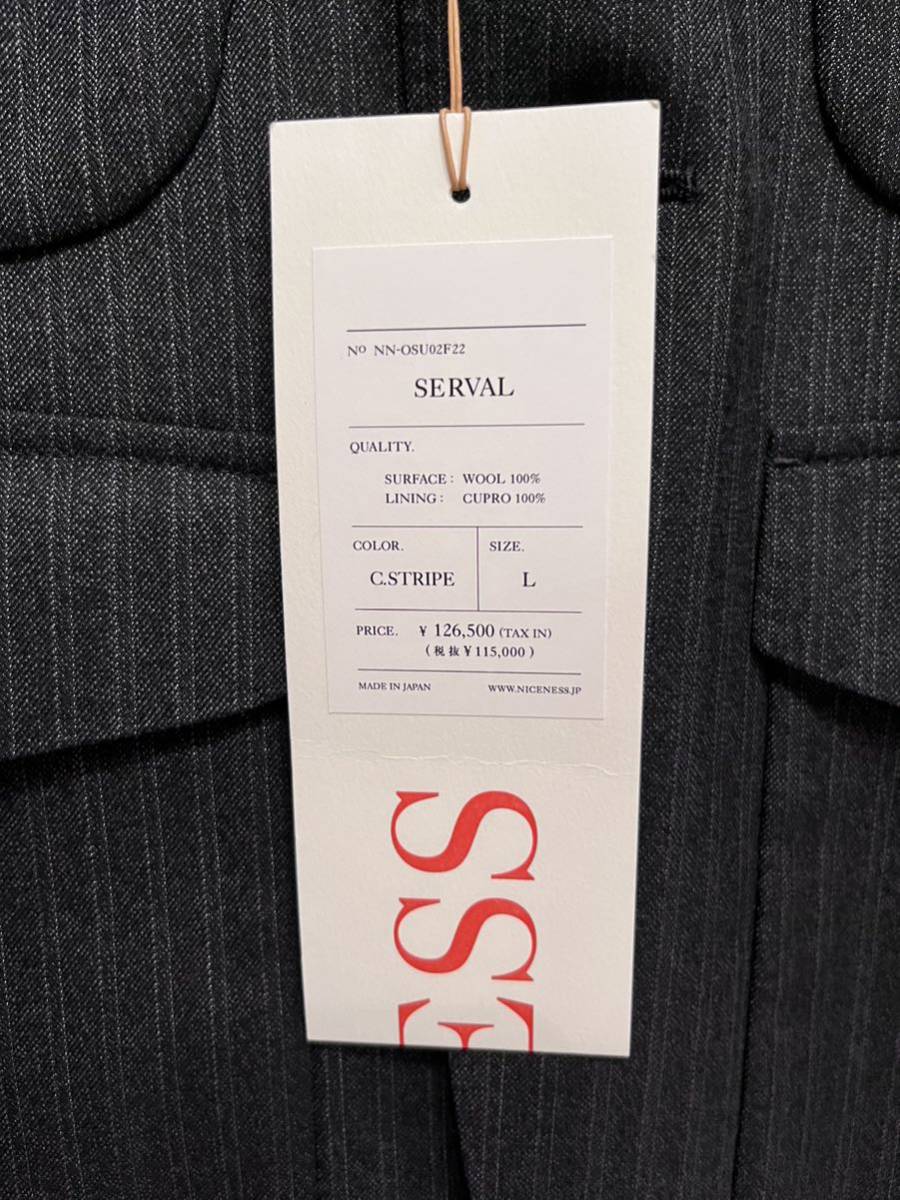 Nº NN-OSU02F22
SERVAL
QUALITY.
SURFACE : WOOL 100%
LINING : CUPRO 100%
COLOR.
C.STRIPE
SIZE.
L
PRICE. ¥ 126,500 (TAX IN)
( 税抜 ¥115,000 )
MADE IN JAPAN
WWW.NICENESS.JP
ESS